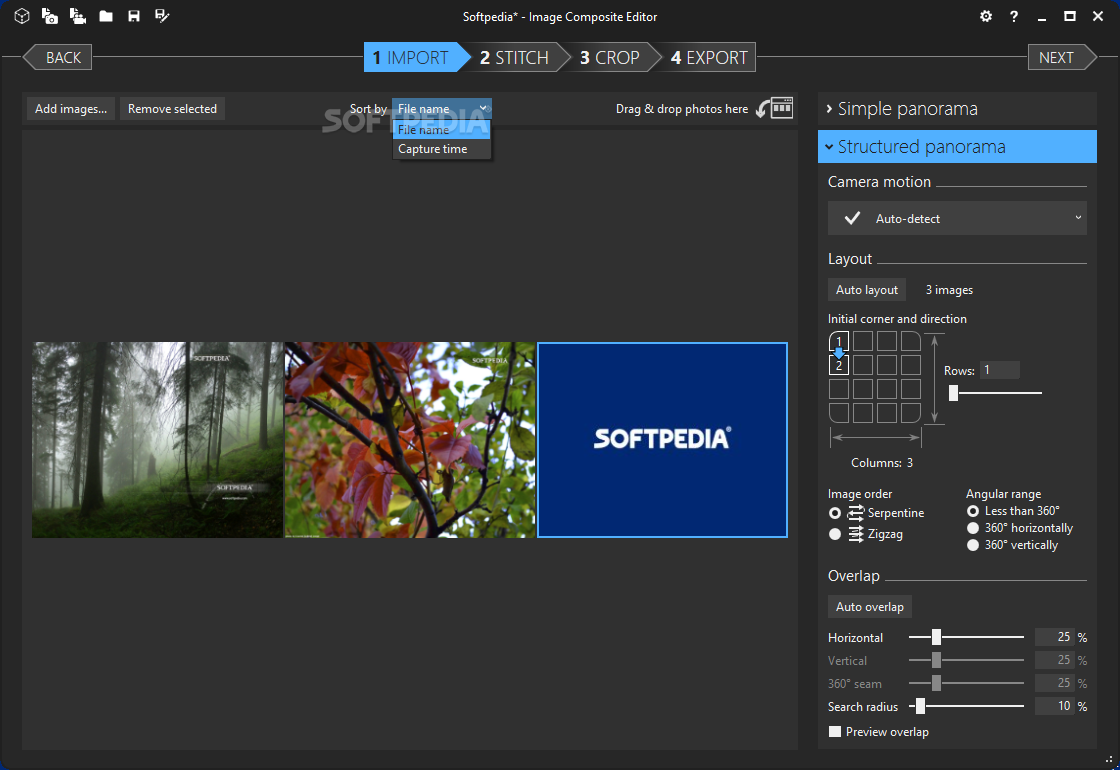 Softpedia* - Image Composite Editor
BACK
1 IMPORT
2 STITCH
3 CROP
4 EXPORT
NEXT
Add images...
Remove selected
Sort by
File name
Drag & drop photos here
File name
Capture time
SOFTPEDIA
SOFTPEDIA
SOFTPEDIA
www.softpedia.com
SOFTPEDIA
SOFTPEDIA®
Simple panorama
Structured panorama
Camera motion
Auto-detect
Layout
Auto layout
3 images
Initial corner and direction
1
2
Rows: 1
Columns: 3
Image order
Serpentine
Zigzag
Angular range
Less than 360°
360° horizontally
360° vertically
Overlap
Auto overlap
Horizontal 25 %
Vertical 25 %
360° seam 25 %
Search radius 10 %
Preview overlap